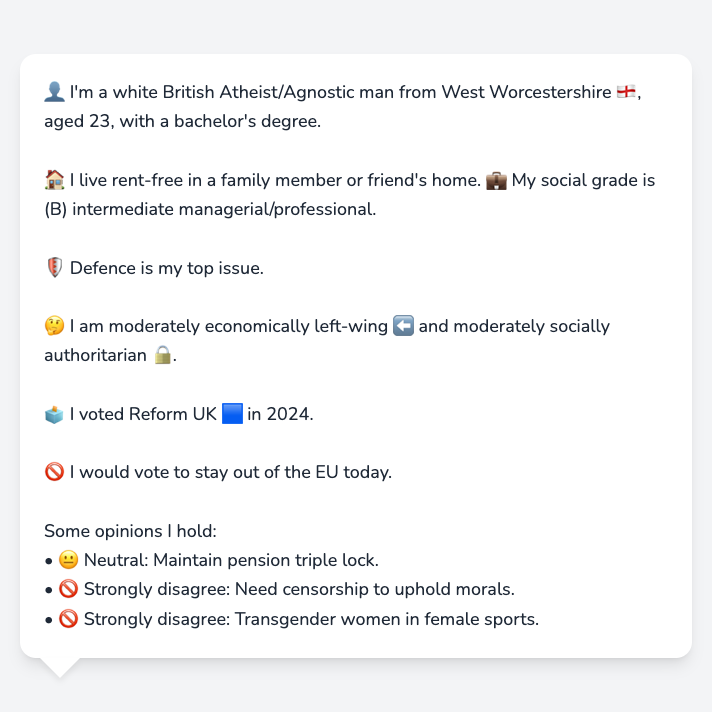 👤 I'm a white British Atheist/Agnostic man from West Worcestershire 🏴󠁧󠁢󠁥󠁮󠁧󠁿,
aged 23, with a bachelor's degree.
🏠 I live rent-free in a family member or friend's home. 💼 My social grade is
(B) intermediate managerial/professional.
🛡️ Defence is my top issue.
🤔 I am moderately economically left-wing ⬅️ and moderately socially
authoritarian 🔒.
🗳️ I voted Reform UK 🟦 in 2024.
🚫 I would vote to stay out of the EU today.
Some opinions I hold:
• 😐 Neutral: Maintain pension triple lock.
• 🚫 Strongly disagree: Need censorship to uphold morals.
• 🚫 Strongly disagree: Transgender women in female sports.